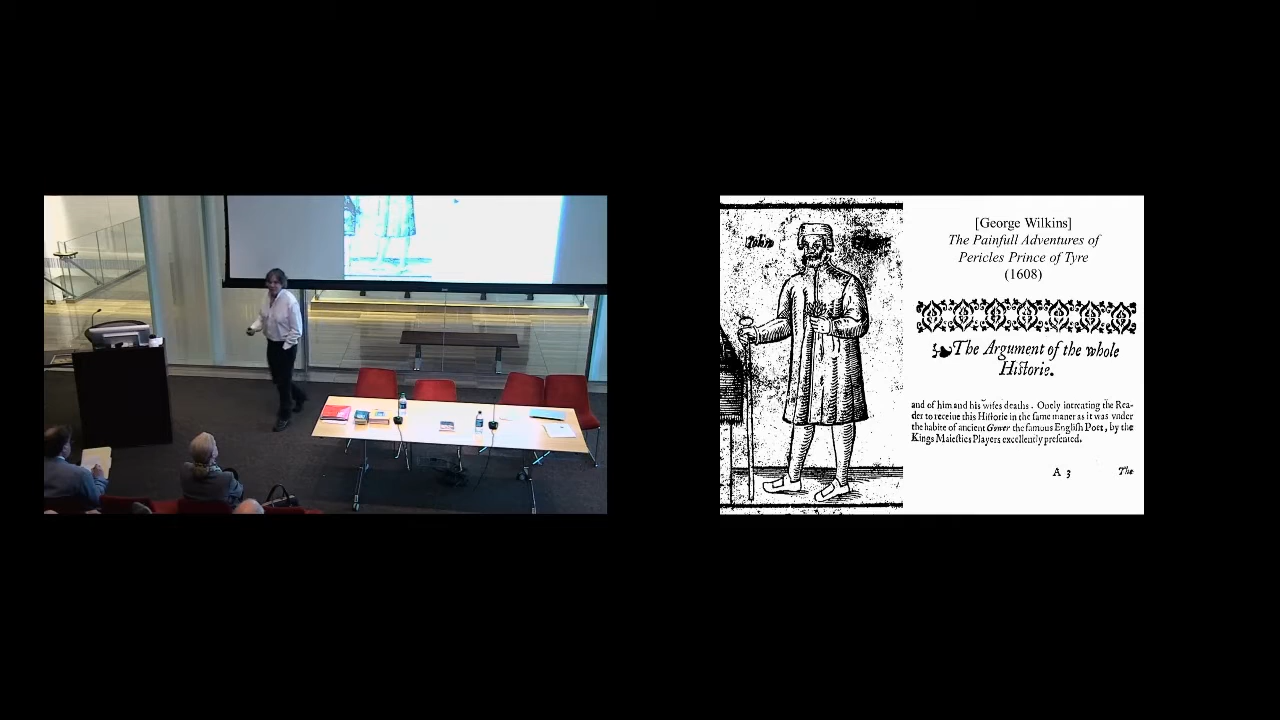 John
[George Wilkins]
The Painfull Adventures of
Pericles Prince of Tyre
(1608)
The Argument of the whole
Hiſtorie.
and of him and his wifes deaths. Onely intreating the Rea-
der to receive this Hiſtorie in the ſame maner as it was vnder
the habite of ancient Gower the famous Engliſh Poet, by the
Kings Maieſties Players excellently preſented.
A 3
The